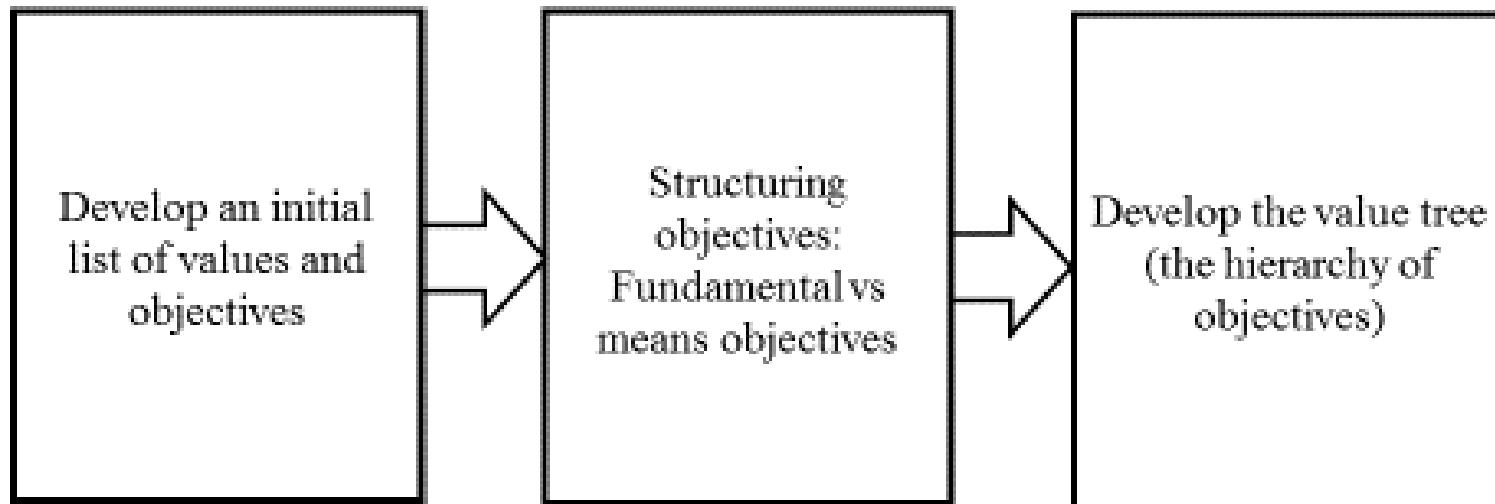 Develop an initial
list of values and
objectives
Structuring
objectives:
Fundamental vs
means objectives
Develop the value tree
(the hierarchy of
objectives)